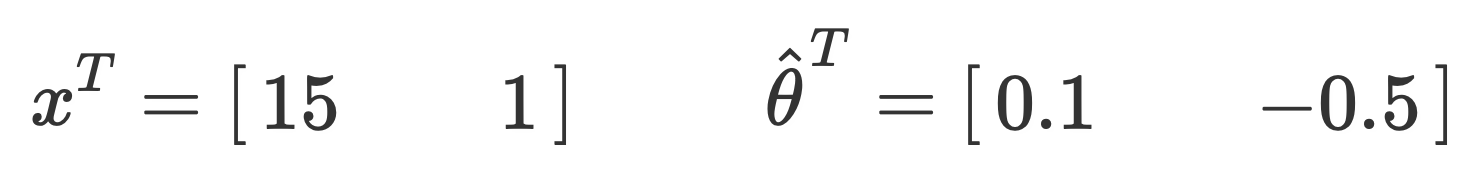 x^T = [ 15 1 ] θ̂^T = [ 0.1 −0.5 ]